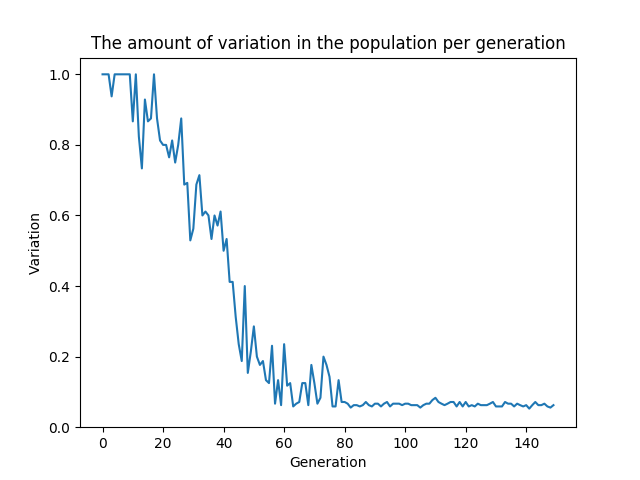 The amount of variation in the population per generation
1.0
0.8
0.6
0.4
0.2
0.0
Variation
0 20 40 60 80 100 120 140
Generation